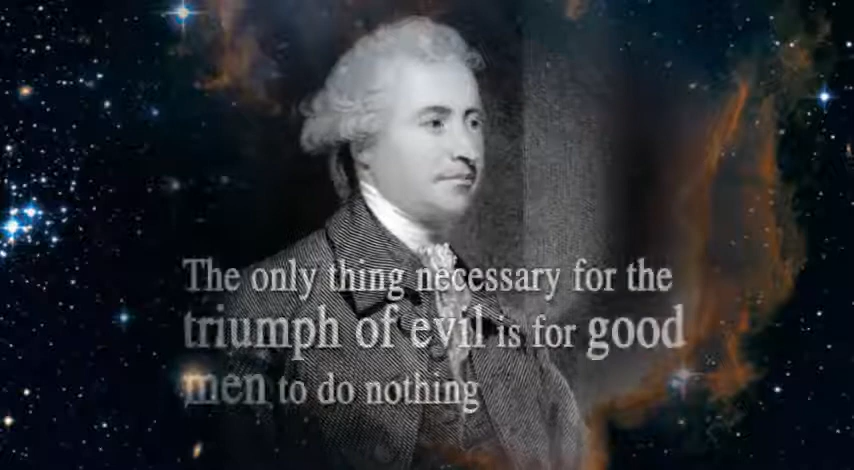 The only thing necessary for the
triumph of evil is for good
men to do nothing